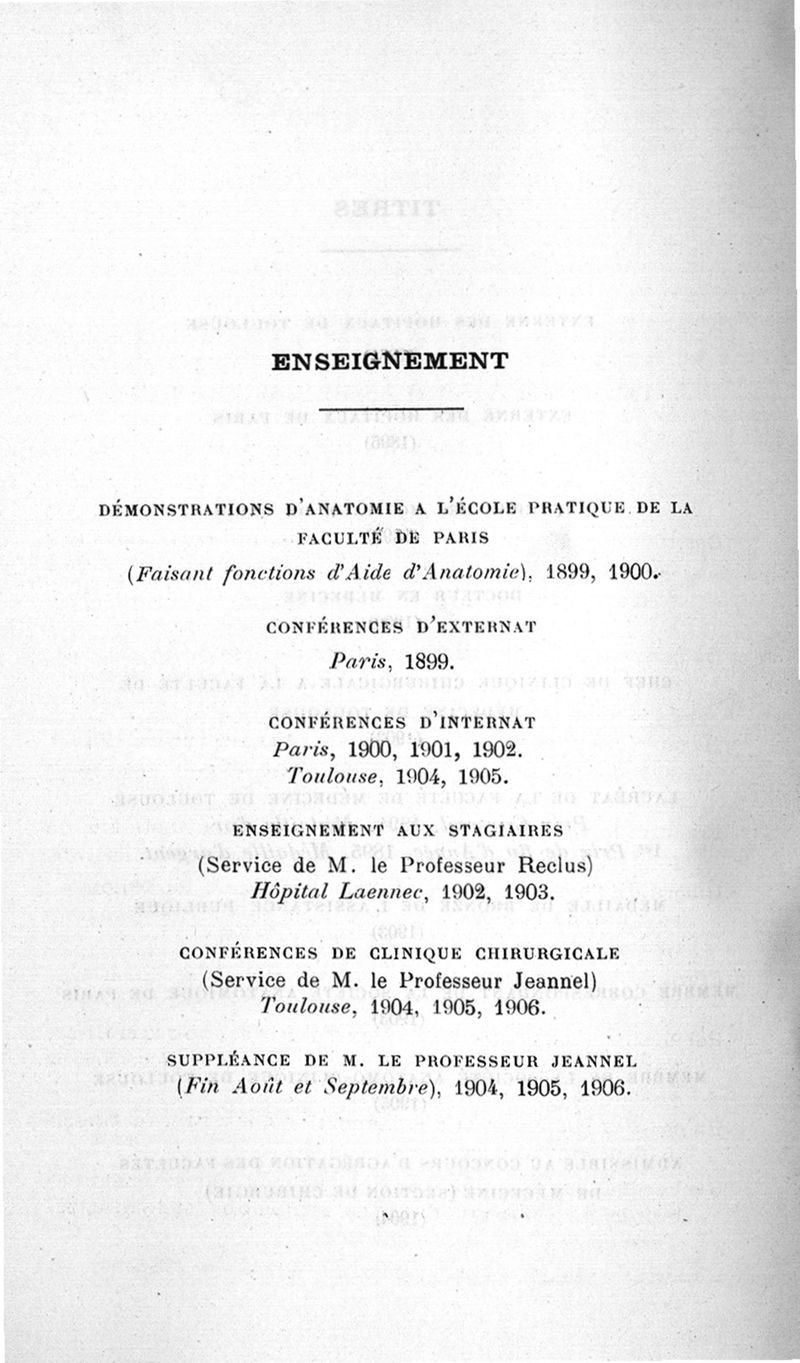 ENSEIGNEMENT
DÉMONSTRATIONS D'ANATOMIE A L'ÉCOLE PRATIQUE DE LA
FACULTÉ DE PARIS
(Faisant fonctions d'Aide d'Anatomie), 1899, 1900.
CONFÉRENCES D'EXTERNAT
Paris, 1899.
CONFÉRENCES D'INTERNAT
Paris, 1900, 1901, 1902.
Toulouse, 1904, 1905.
ENSEIGNEMENT AUX STAGIAIRES
(Service de M. le Professeur Reclus)
Hôpital Laennec, 1902, 1903.
CONFÉRENCES DE CLINIQUE CHIRURGICALE
(Service de M. le Professeur Jeannel)
Toulouse, 1904, 1905, 1906.
SUPPLÉANCE DE M. LE PROFESSEUR JEANNEL
(Fin Août et Septembre), 1904, 1905, 1906.